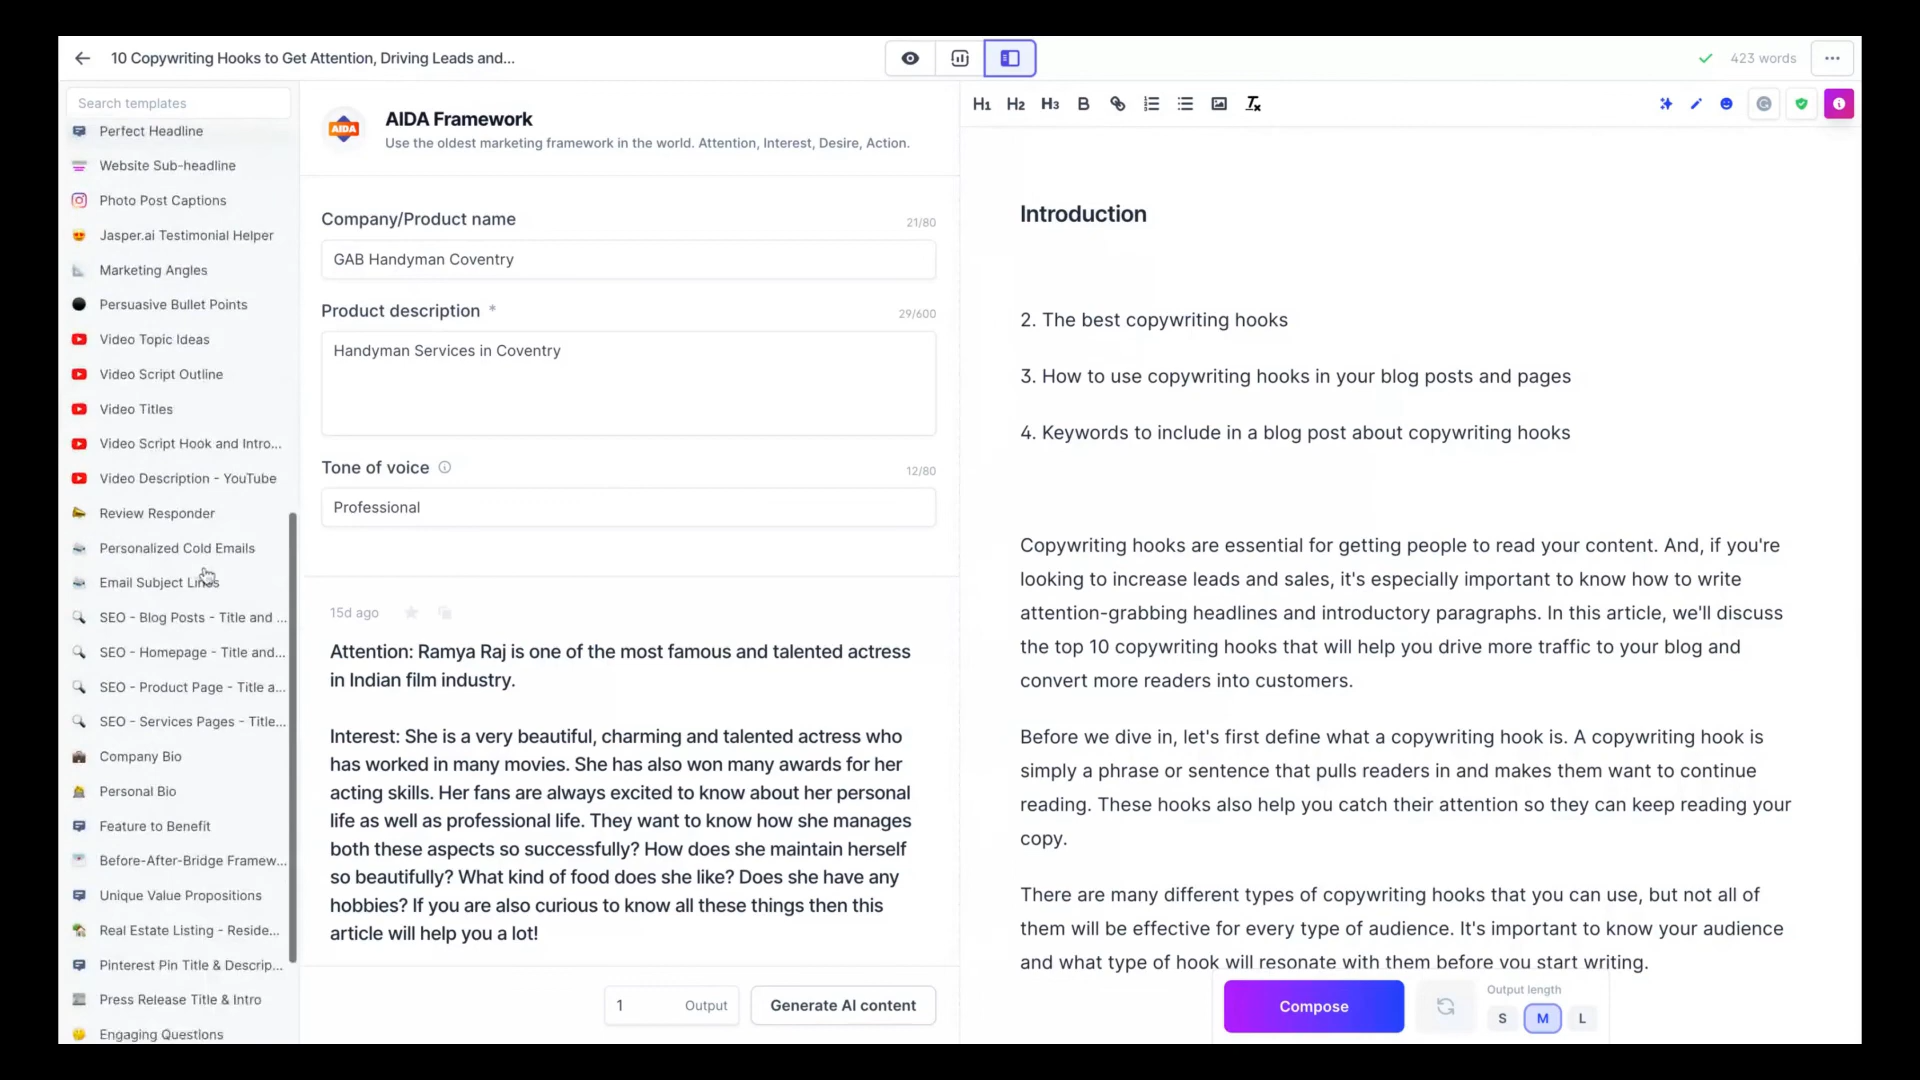 10 Copywriting Hooks to Get Attention, Driving Leads and...
423 words
Search templates
Perfect Headline
Website Sub-headline
Photo Post Captions
Jasper.ai Testimonial Helper
Marketing Angles
Persuasive Bullet Points
Video Topic Ideas
Video Script Outline
Video Titles
Video Script Hook and Intro...
Video Description - YouTube
Review Responder
Personalized Cold Emails
Email Subject Lines
SEO - Blog Posts - Title and ...
SEO - Homepage - Title and...
SEO - Product Page - Title a...
SEO - Services Pages - Title...
Company Bio
Personal Bio
Feature to Benefit
Before-After-Bridge Framew...
Unique Value Propositions
Real Estate Listing - Reside...
Pinterest Pin Title & Descrip...
Press Release Title & Intro
Engaging Questions
AIDA
AIDA Framework
Use the oldest marketing framework in the world. Attention, Interest, Desire, Action.
Company/Product name
21/80
GAB Handyman Coventry
Product description *
29/600
Handyman Services in Coventry
Tone of voice
12/80
Professional
15d ago
Attention: Ramya Raj is one of the most famous and talented actress
in Indian film industry.
Interest: She is a very beautiful, charming and talented actress who
has worked in many movies. She has also won many awards for her
acting skills. Her fans are always excited to know about her personal
life as well as professional life. They want to know how she manages
both these aspects so successfully? How does she maintain herself
so beautifully? What kind of food does she like? Does she have any
hobbies? If you are also curious to know all these things then this
article will help you a lot!
1 Output
Generate AI content
H1 H2 H3 B
Introduction
2. The best copywriting hooks
3. How to use copywriting hooks in your blog posts and pages
4. Keywords to include in a blog post about copywriting hooks
Copywriting hooks are essential for getting people to read your content. And, if you're
looking to increase leads and sales, it's especially important to know how to write
attention-grabbing headlines and introductory paragraphs. In this article, we'll discuss
the top 10 copywriting hooks that will help you drive more traffic to your blog and
convert more readers into customers.
Before we dive in, let's first define what a copywriting hook is. A copywriting hook is
simply a phrase or sentence that pulls readers in and makes them want to continue
reading. These hooks also help you catch their attention so they can keep reading your
copy.
There are many different types of copywriting hooks that you can use, but not all of
them will be effective for every type of audience. It's important to know your audience
and what type of hook will resonate with them before you start writing.
Compose
Output length
S M L